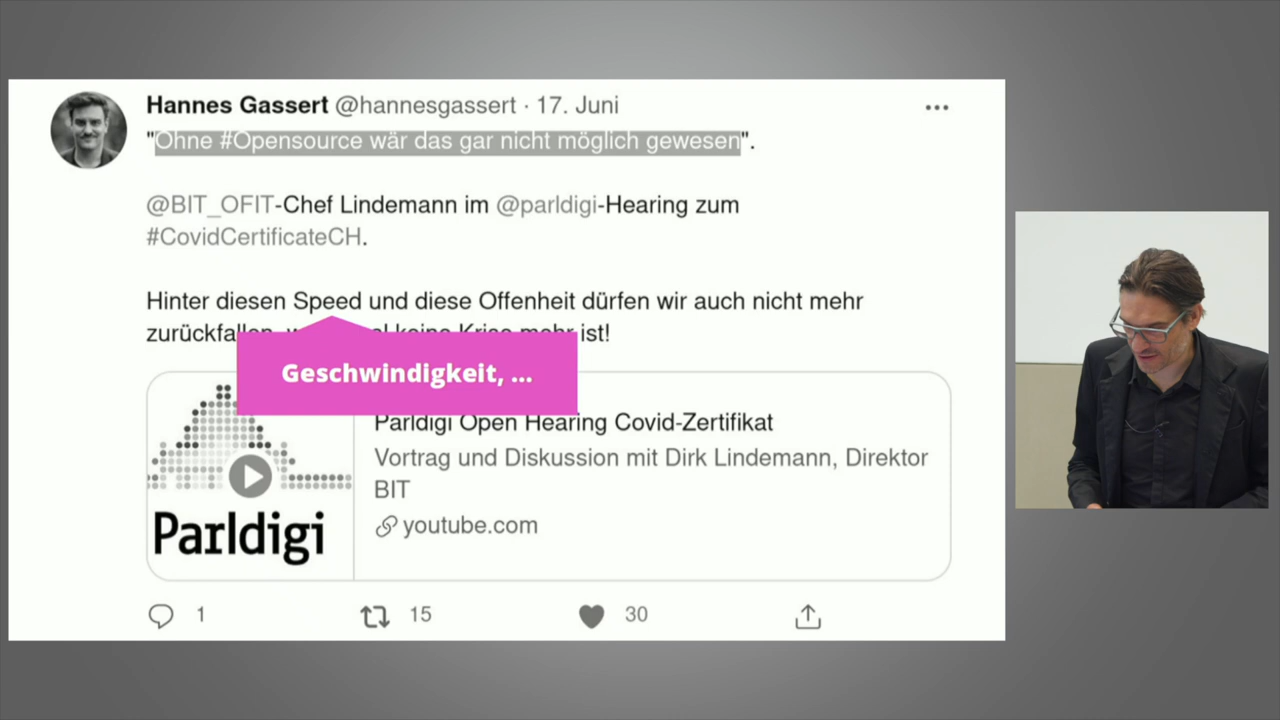 Hannes Gassert @hannesgassert · 17. Juni
"Ohne #Opensource wär das gar nicht möglich gewesen".
@BIT_OFIT-Chef Lindemann im @parldigi-Hearing zum
#CovidCertificateCH.
Hinter diesen Speed und diese Offenheit dürfen wir auch nicht mehr
ist!
Geschwindigkeit, ...
Parldigi
Parldigi Open Hearing Covid-Zertifikat
Vortrag und Diskussion mit Dirk Lindemann, Direktor
BIT
youtube.com
1 15 30